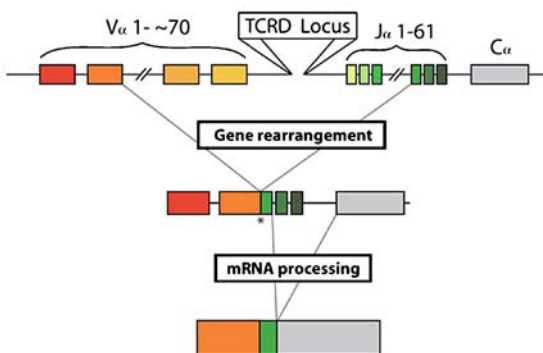 Vα 1- ~70
TCRD Locus
Jα 1-61
Cα
Gene rearrangement
*
mRNA processing